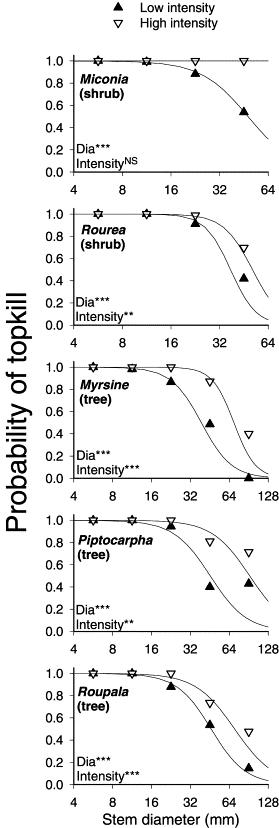 Low intensity
High intensity
Probability of topkill
1.0
0.8
0.6
0.4
0.2
0.0
Miconia
(shrub)
Dia***
Intensity^NS
4 8 16 32 64
1.0
0.8
0.6
0.4
0.2
0.0
Rourea
(shrub)
Dia***
Intensity**
4 8 16 32 64
1.0
0.8
0.6
0.4
0.2
0.0
Myrsine
(tree)
Dia***
Intensity***
4 8 16 32 64 128
1.0
0.8
0.6
0.4
0.2
0.0
Piptocarpha
(tree)
Dia***
Intensity**
4 8 16 32 64 128
1.0
0.8
0.6
0.4
0.2
0.0
Roupala
(tree)
Dia***
Intensity***
4 8 16 32 64 128
Stem diameter (mm)